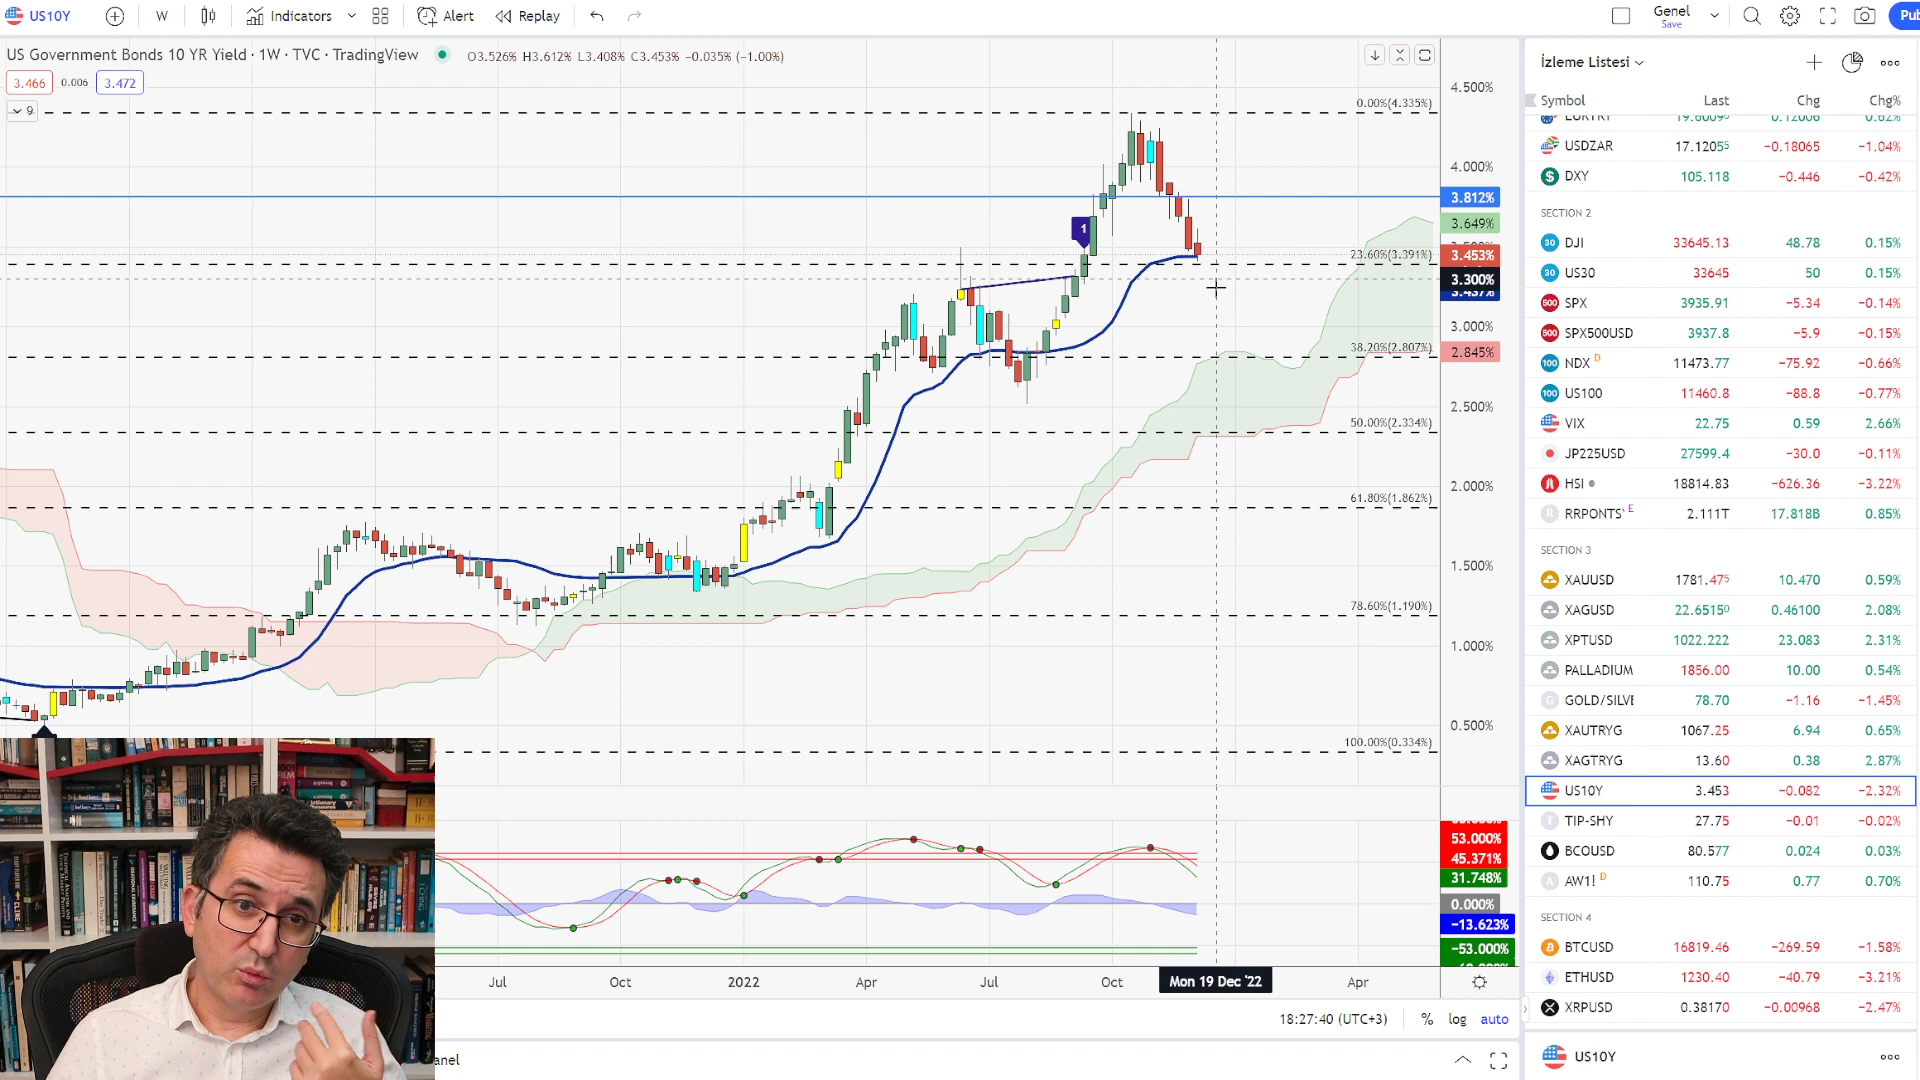 US10Y W Indicators Alert Replay Genel Save Pub
US Government Bonds 10 YR Yield · 1W · TVC · TradingView O3.526% H3.612% L3.408% C3.453% −0.035% (−1.00%)
3.466 0.006 3.472
9
4.500%
4.000%
3.812%
3.649%
3.453%
3.300%
3.437%
3.000%
2.845%
2.500%
2.000%
1.500%
1.000%
0.500%
0.00%(4.335%)
23.60%(3.391%)
38.20%(2.807%)
50.00%(2.334%)
61.80%(1.862%)
78.60%(1.190%)
100.00%(0.334%)
1
53.000%
45.371%
31.748%
0.000%
−13.623%
−53.000%
Jul Oct 2022 Apr Jul Oct Mon 19 Dec '22 Apr
18:27:40 (UTC+3) % log auto
anel
İzleme Listesi
Symbol Last Chg Chg%
EURTRY 19.6009 0.12006 0.62%
USDZAR 17.12055 −0.18065 −1.04%
DXY 105.118 −0.446 −0.42%
SECTION 2
DJI 33645.13 48.78 0.15%
US30 33645 50 0.15%
SPX 3935.91 −5.34 −0.14%
SPX500USD 3937.8 −5.9 −0.15%
NDX D 11473.77 −75.92 −0.66%
US100 11460.8 −88.8 −0.77%
VIX 22.75 0.59 2.66%
JP225USD 27599.4 −30.0 −0.11%
HSI 18814.83 −626.36 −3.22%
RRPONTS E 2.111T 17.818B 0.85%
SECTION 3
XAUUSD 1781.475 10.470 0.59%
XAGUSD 22.65150 0.46100 2.08%
XPTUSD 1022.222 23.083 2.31%
PALLADIUM 1856.00 10.00 0.54%
GOLD/SILVE 78.70 −1.16 −1.45%
XAUTRYG 1067.25 6.94 0.65%
XAGTRYG 13.60 0.38 2.87%
US10Y 3.453 −0.082 −2.32%
TIP-SHY 27.75 −0.01 −0.02%
BCOUSD 80.577 0.024 0.03%
AW1! D 110.75 0.77 0.70%
SECTION 4
BTCUSD 16819.46 −269.59 −1.58%
ETHUSD 1230.40 −40.79 −3.21%
XRPUSD 0.38170 −0.00968 −2.47%
US10Y